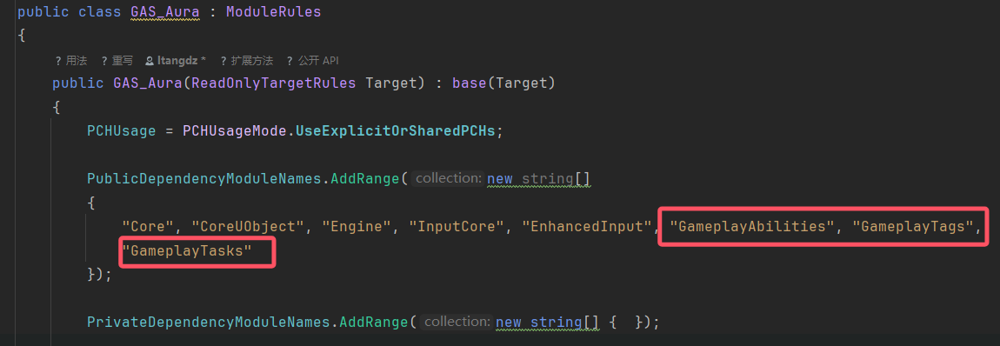 public class GAS_Aura : ModuleRules
{
? 用法 ? 重写 ltangdz * ? 扩展方法 ? 公开 API
public GAS_Aura(ReadOnlyTargetRules Target) : base(Target)
{
PCHUsage = PCHUsageMode.UseExplicitOrSharedPCHs;
PublicDependencyModuleNames.AddRange( collection: new string[]
{
"Core", "CoreUObject", "Engine", "InputCore", "EnhancedInput", "GameplayAbilities", "GameplayTags",
"GameplayTasks"
});
PrivateDependencyModuleNames.AddRange( collection: new string[] {  });